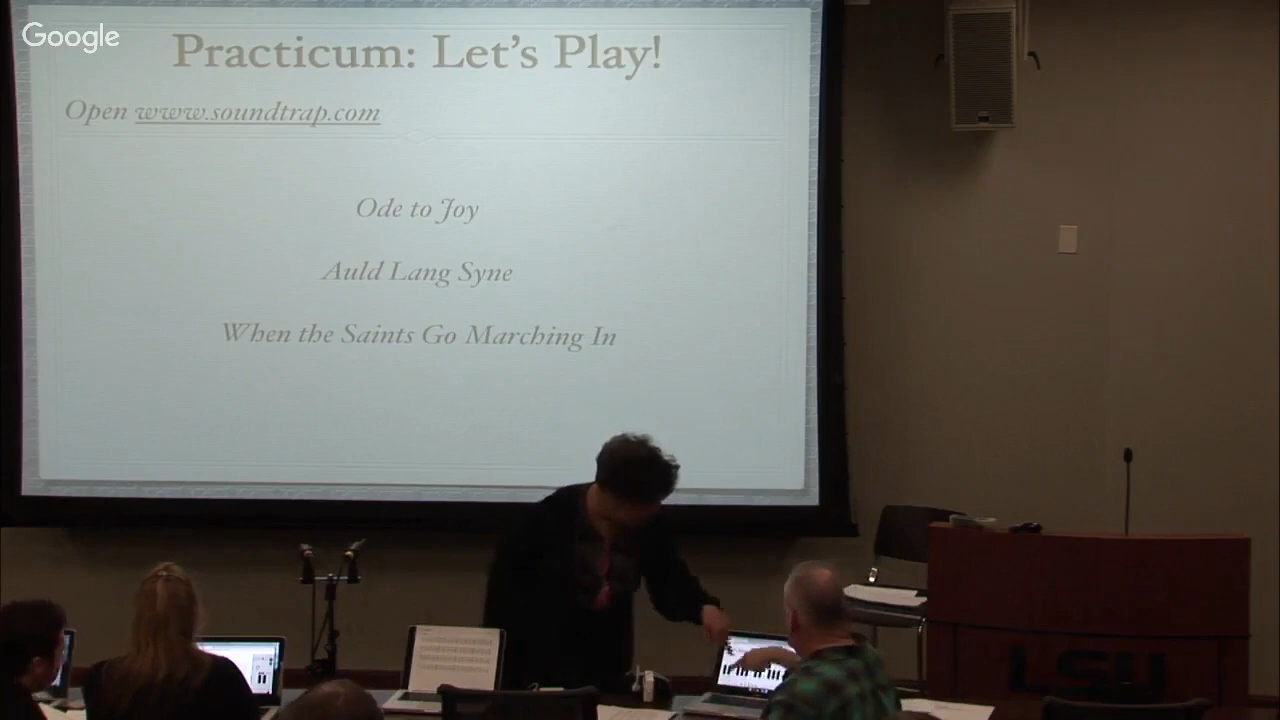 Google
Practicum: Let's Play!
Open www.soundtrap.com
Ode to Joy
Auld Lang Syne
When the Saints Go Marching In
LSU